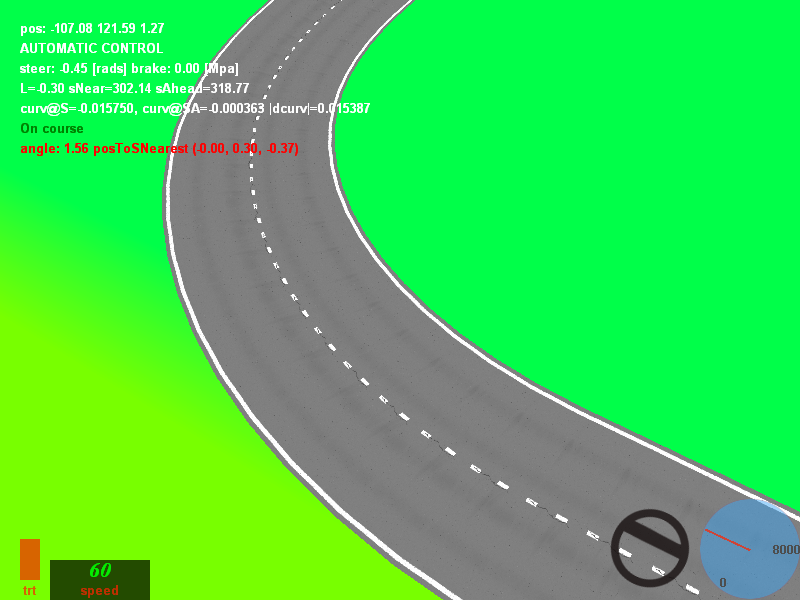 pos: -107.08 121.59 1.27
AUTOMATIC CONTROL
steer: -0.45 [rads] brake: 0.00 [Mpa]
L=-0.30 sNear=302.14 sAhead=318.77
curv@S=-0.015750, curv@SA=-0.000363 |dcurv|=0.015387
On course
angle: 1.56 posToSNearest (-0.00, 0.30, -0.37)
8000
0
60
trt
speed